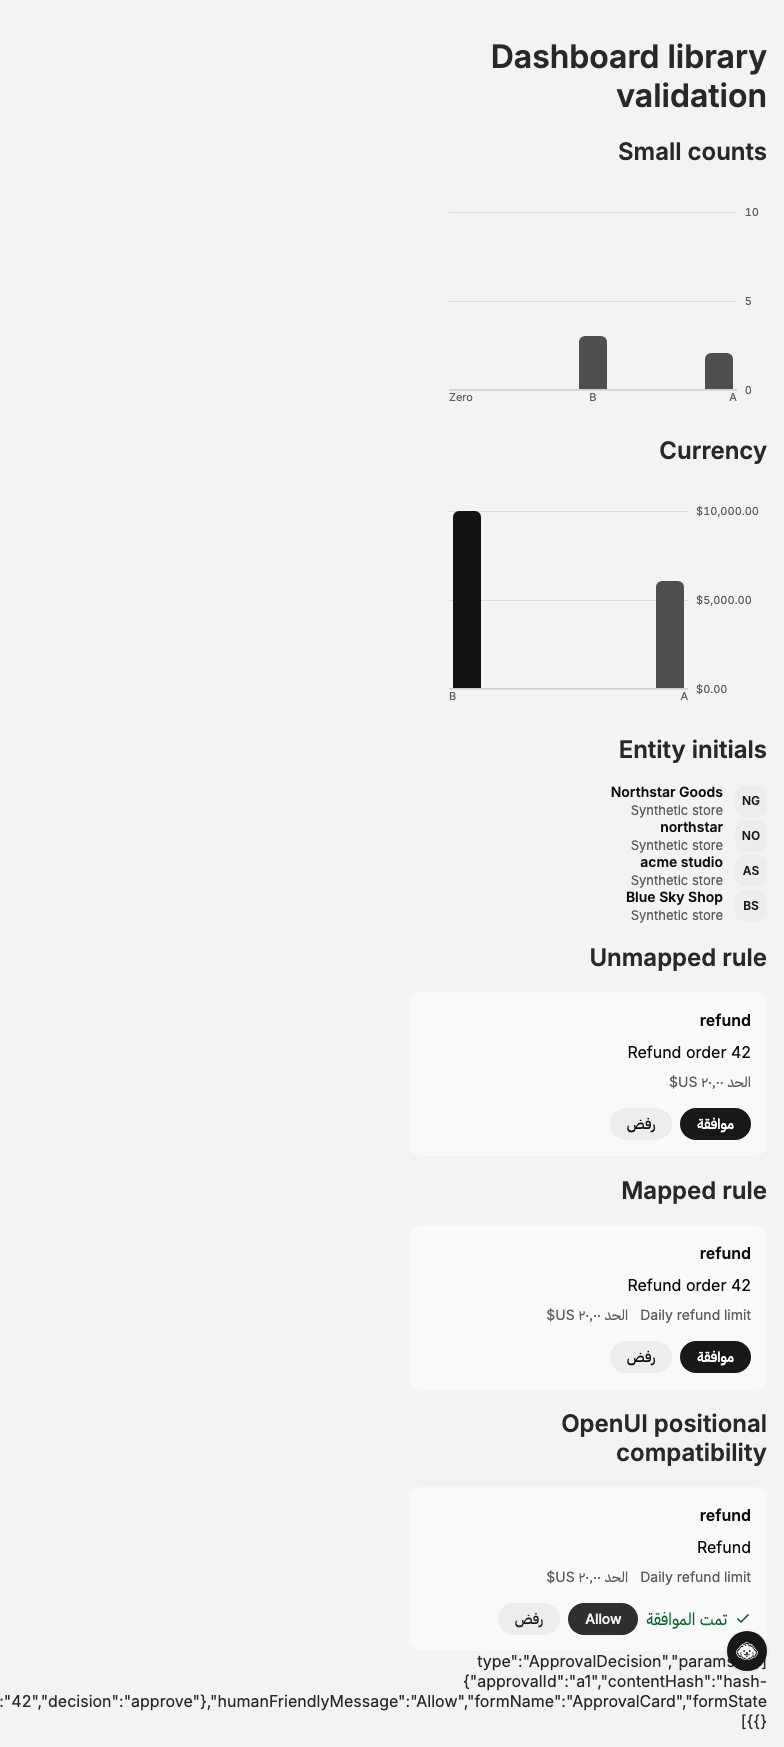 Dashboard library
validation
Small counts
10
5
0
Zero
B
A
Currency
$10,000.00
$5,000.00
$0.00
B
A
Entity initials
NG
Northstar Goods
Synthetic store
NO
northstar
Synthetic store
AS
acme studio
Synthetic store
BS
Blue Sky Shop
Synthetic store
Unmapped rule
refund
Refund order 42
الحد ٢٠,٠٠ US$
موافقة
رفض
Mapped rule
refund
Refund order 42
Daily refund limit
الحد ٢٠,٠٠ US$
موافقة
رفض
OpenUI positional
compatibility
refund
Refund
Daily refund limit
الحد ٢٠,٠٠ US$
تمت الموافقة
Allow
رفض
type":"ApprovalDecision","params
{"approvalId":"a1","contentHash":"hash-
:"42","decision":"approve"},"humanFriendlyMessage":"Allow","formName":"ApprovalCard","formState
[{{}